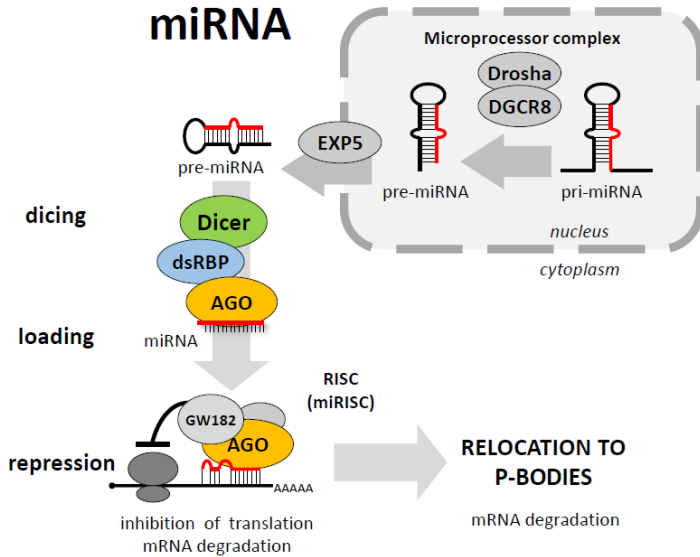 miRNA
Microprocessor complex
Drosha
DGCR8
EXP5
pre-miRNA
pre-miRNA
pri-miRNA
nucleus
cytoplasm
dicing
Dicer
dsRBP
AGO
loading
miRNA
RISC
(miRISC)
GW182
AGO
repression
AAAAA
RELOCATION TO
P-BODIES
inhibition of translation
mRNA degradation
mRNA degradation